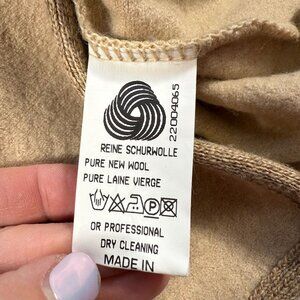 22004065
REINE SCHURWOLLE
PURE NEW WOOL
PURE LAINE VIERGE
P
OR PROFESSIONAL
DRY CLEANING
MADE IN